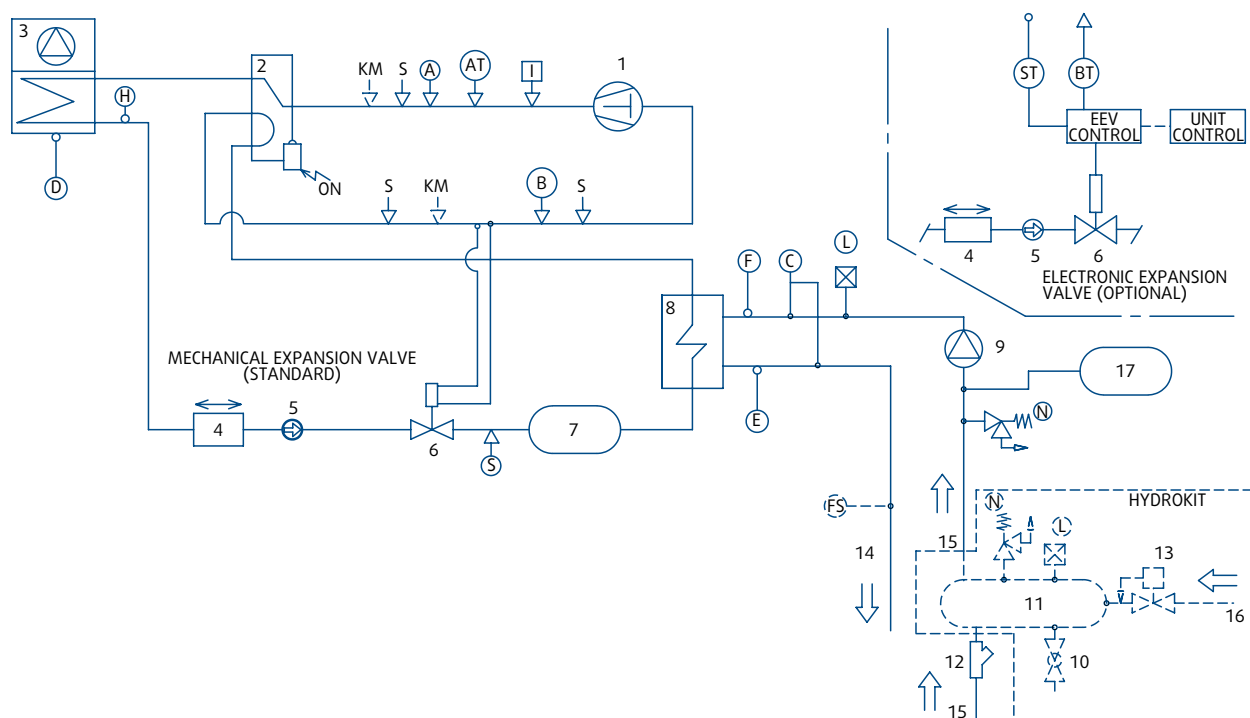 3
2
KM
S
A
AT
I
1
ST
BT
EEV
CONTROL
UNIT
CONTROL
H
D
ON
S
KM
B
S
4
5
6
ELECTRONIC EXPANSION
VALVE (OPTIONAL)
F
C
L
8
9
17
MECHANICAL EXPANSION VALVE
(STANDARD)
4
5
6
S
7
E
N
FS
14
15
HYDROKIT
N
L
13
11
16
12
10
15